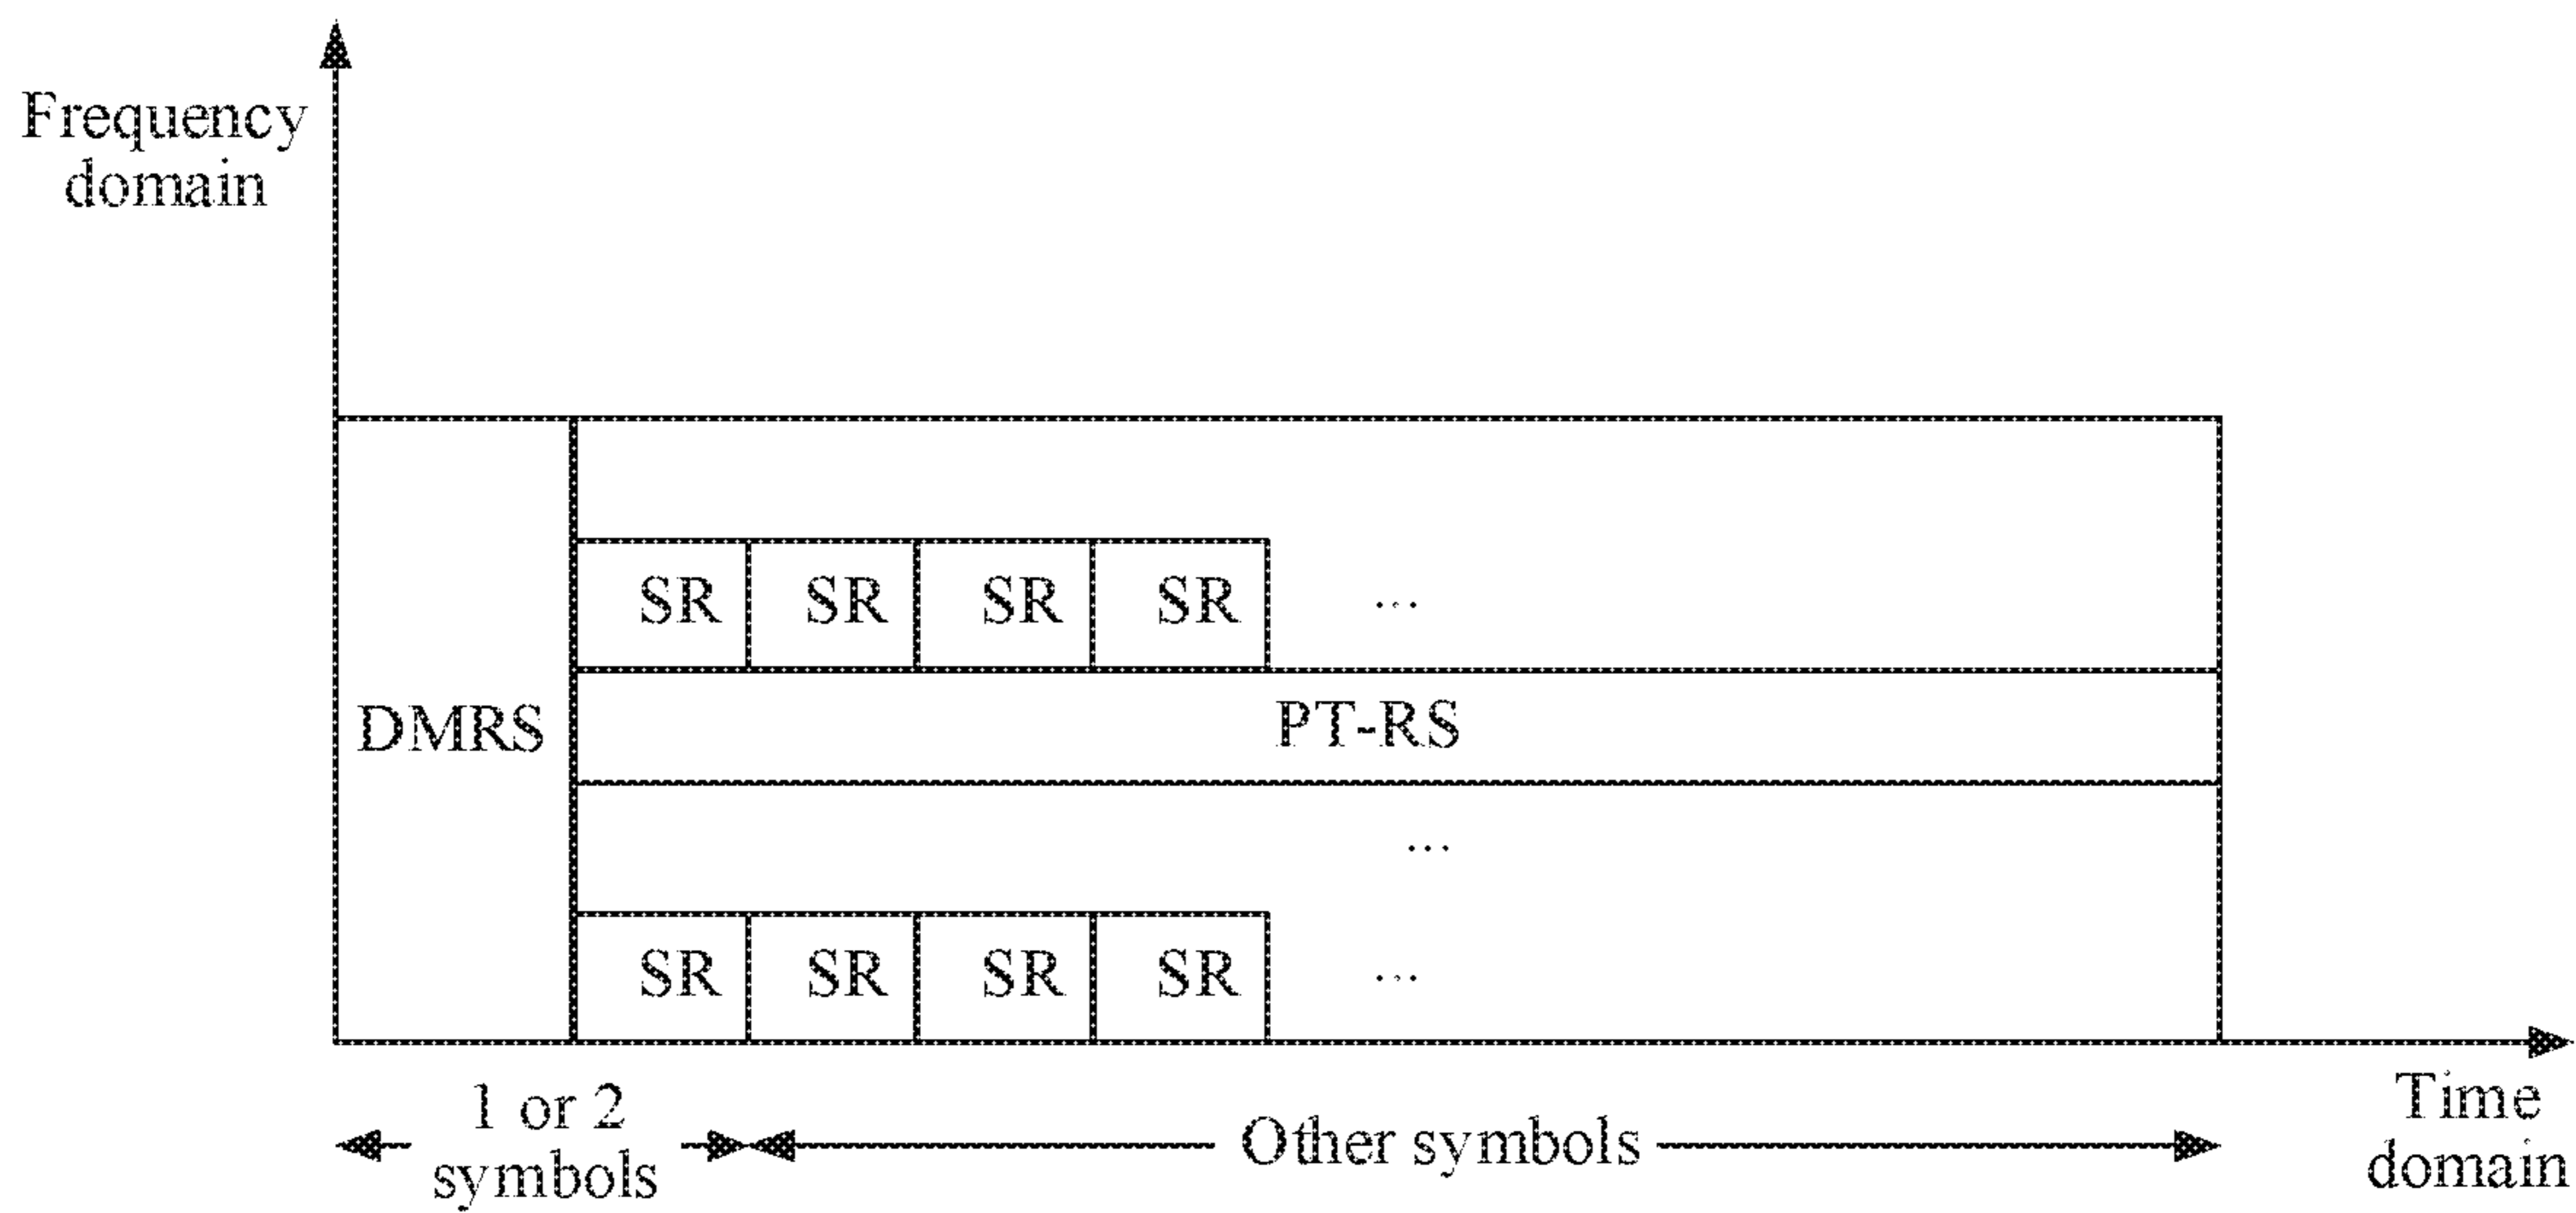 Frequency
domain
SR SR SR SR ...
DMRS PT-RS
...
SR SR SR SR ...
1 or 2
symbols
Other symbols
Time
domain